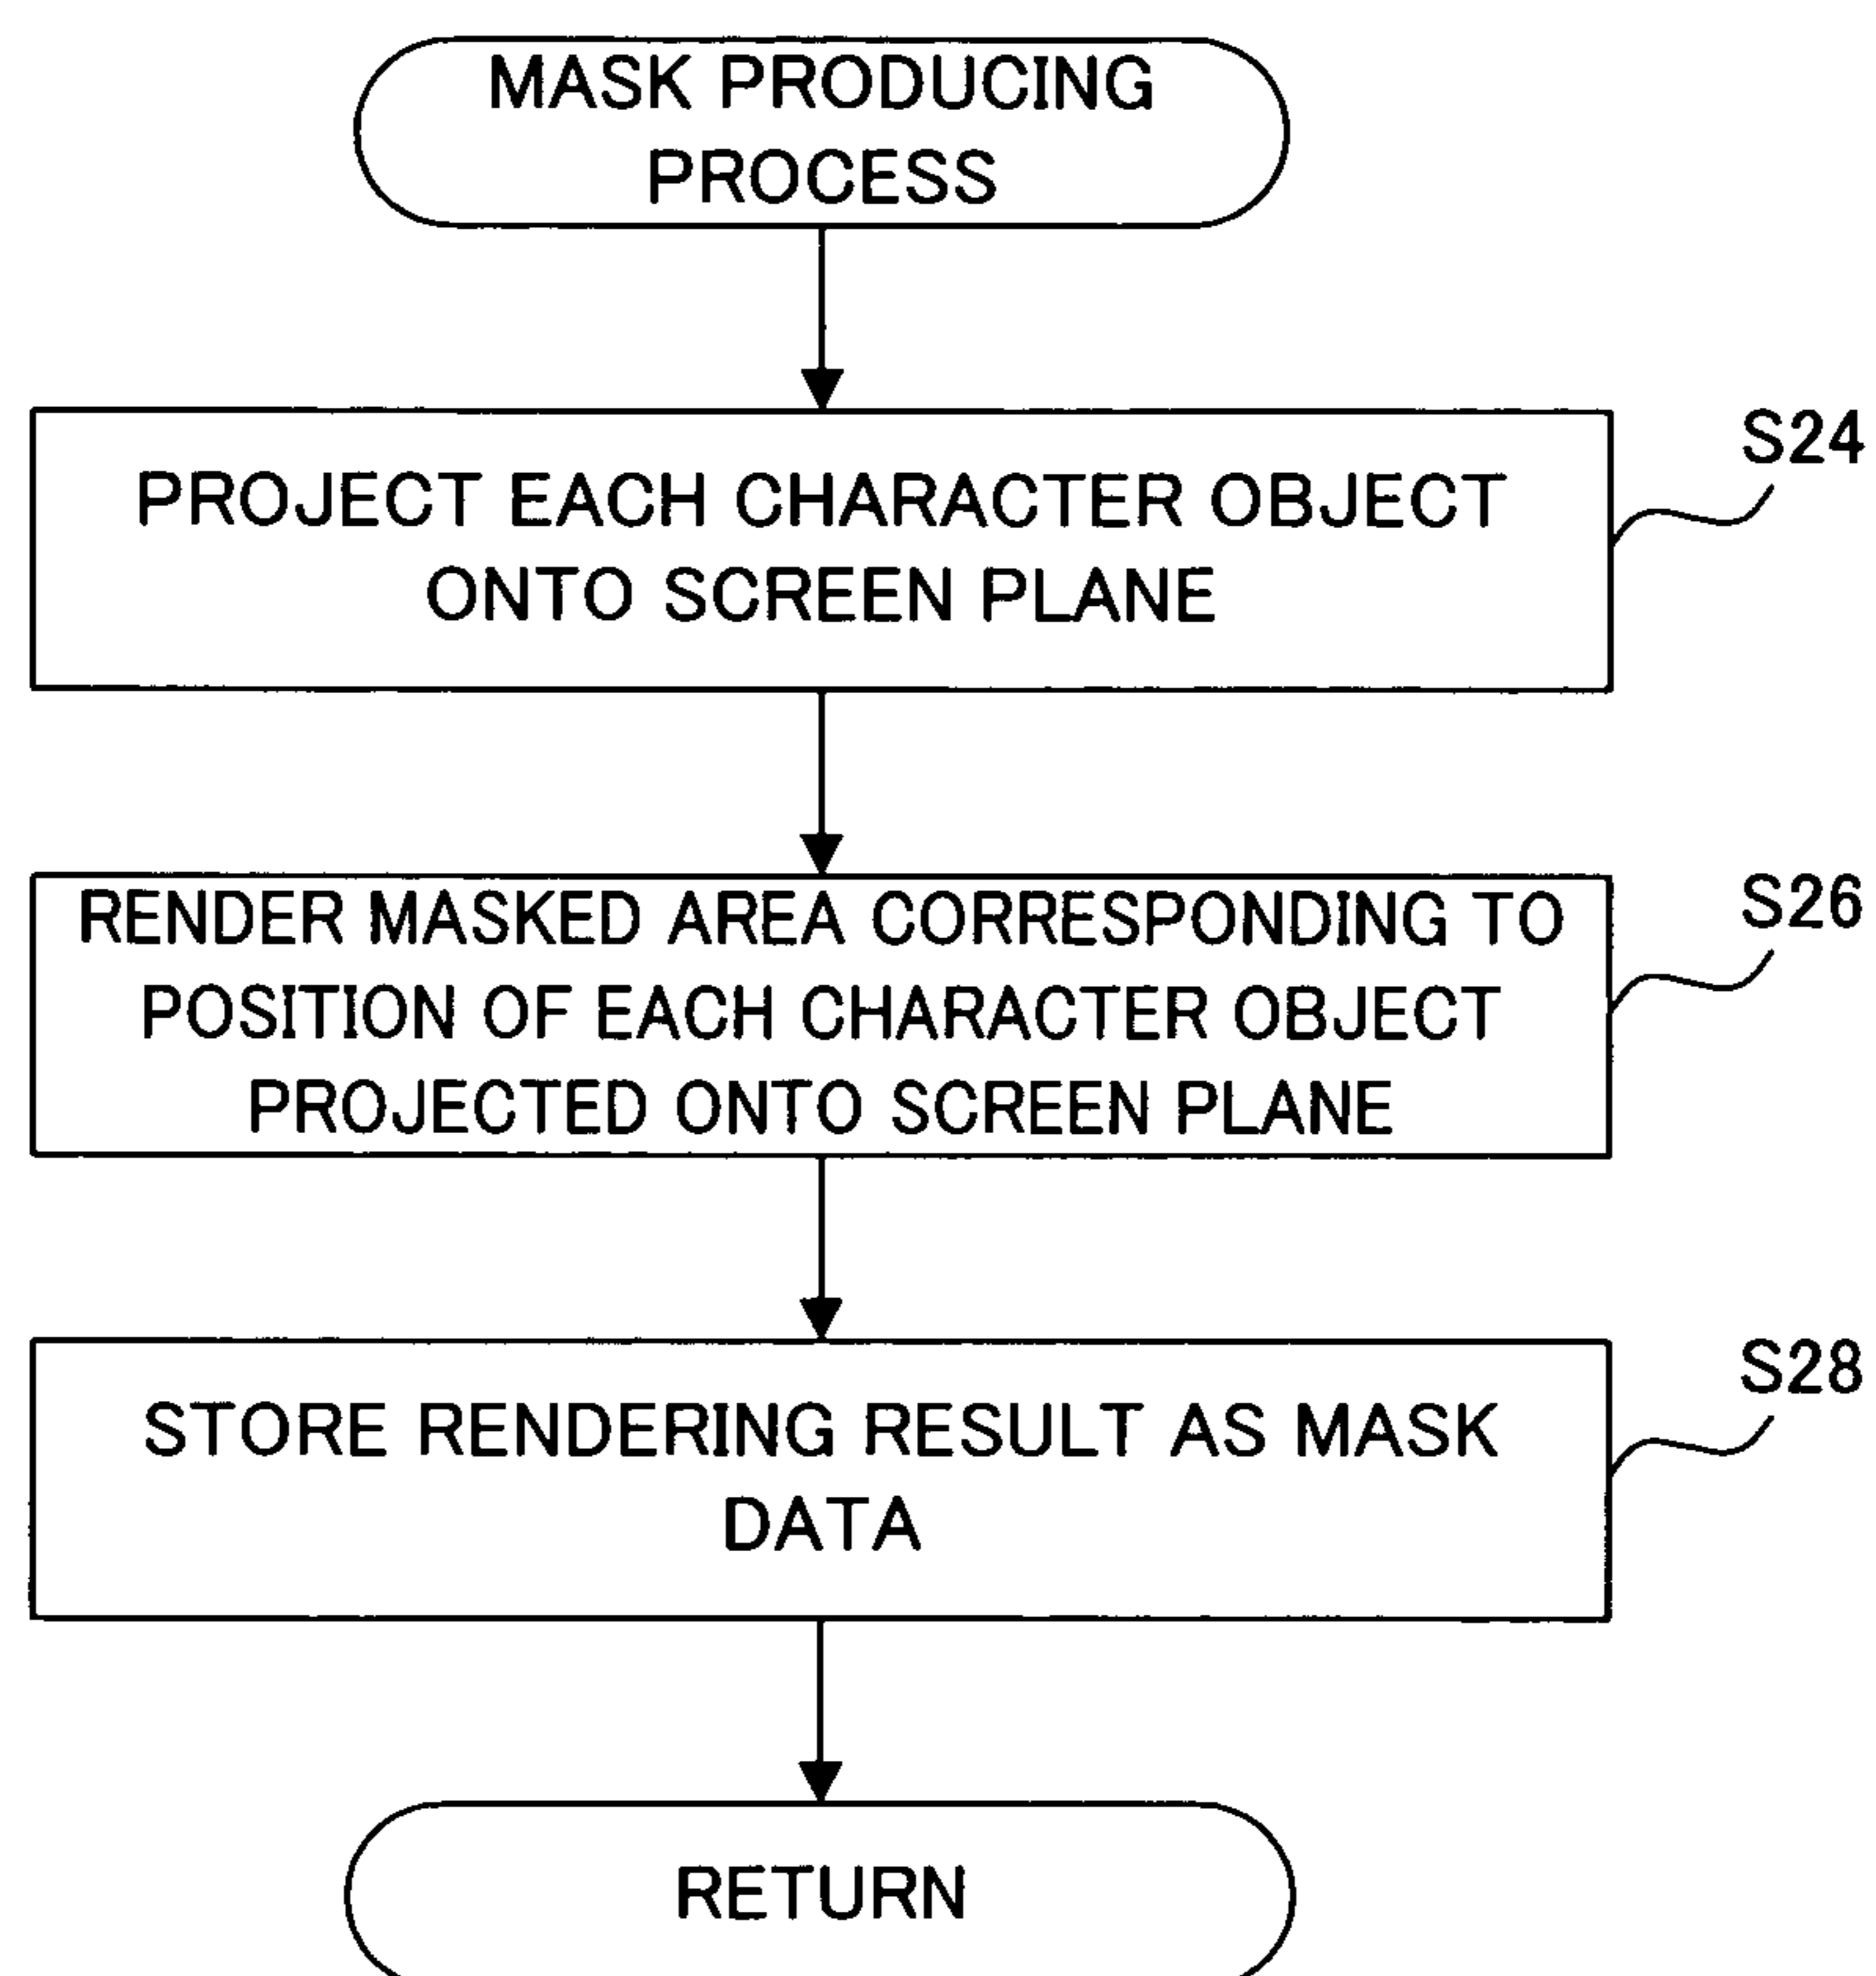 MASK PRODUCING
PROCESS
S24
PROJECT EACH CHARACTER OBJECT
ONTO SCREEN PLANE
S26
RENDER MASKED AREA CORRESPONDING TO
POSITION OF EACH CHARACTER OBJECT
PROJECTED ONTO SCREEN PLANE
S28
STORE RENDERING RESULT AS MASK
DATA
RETURN